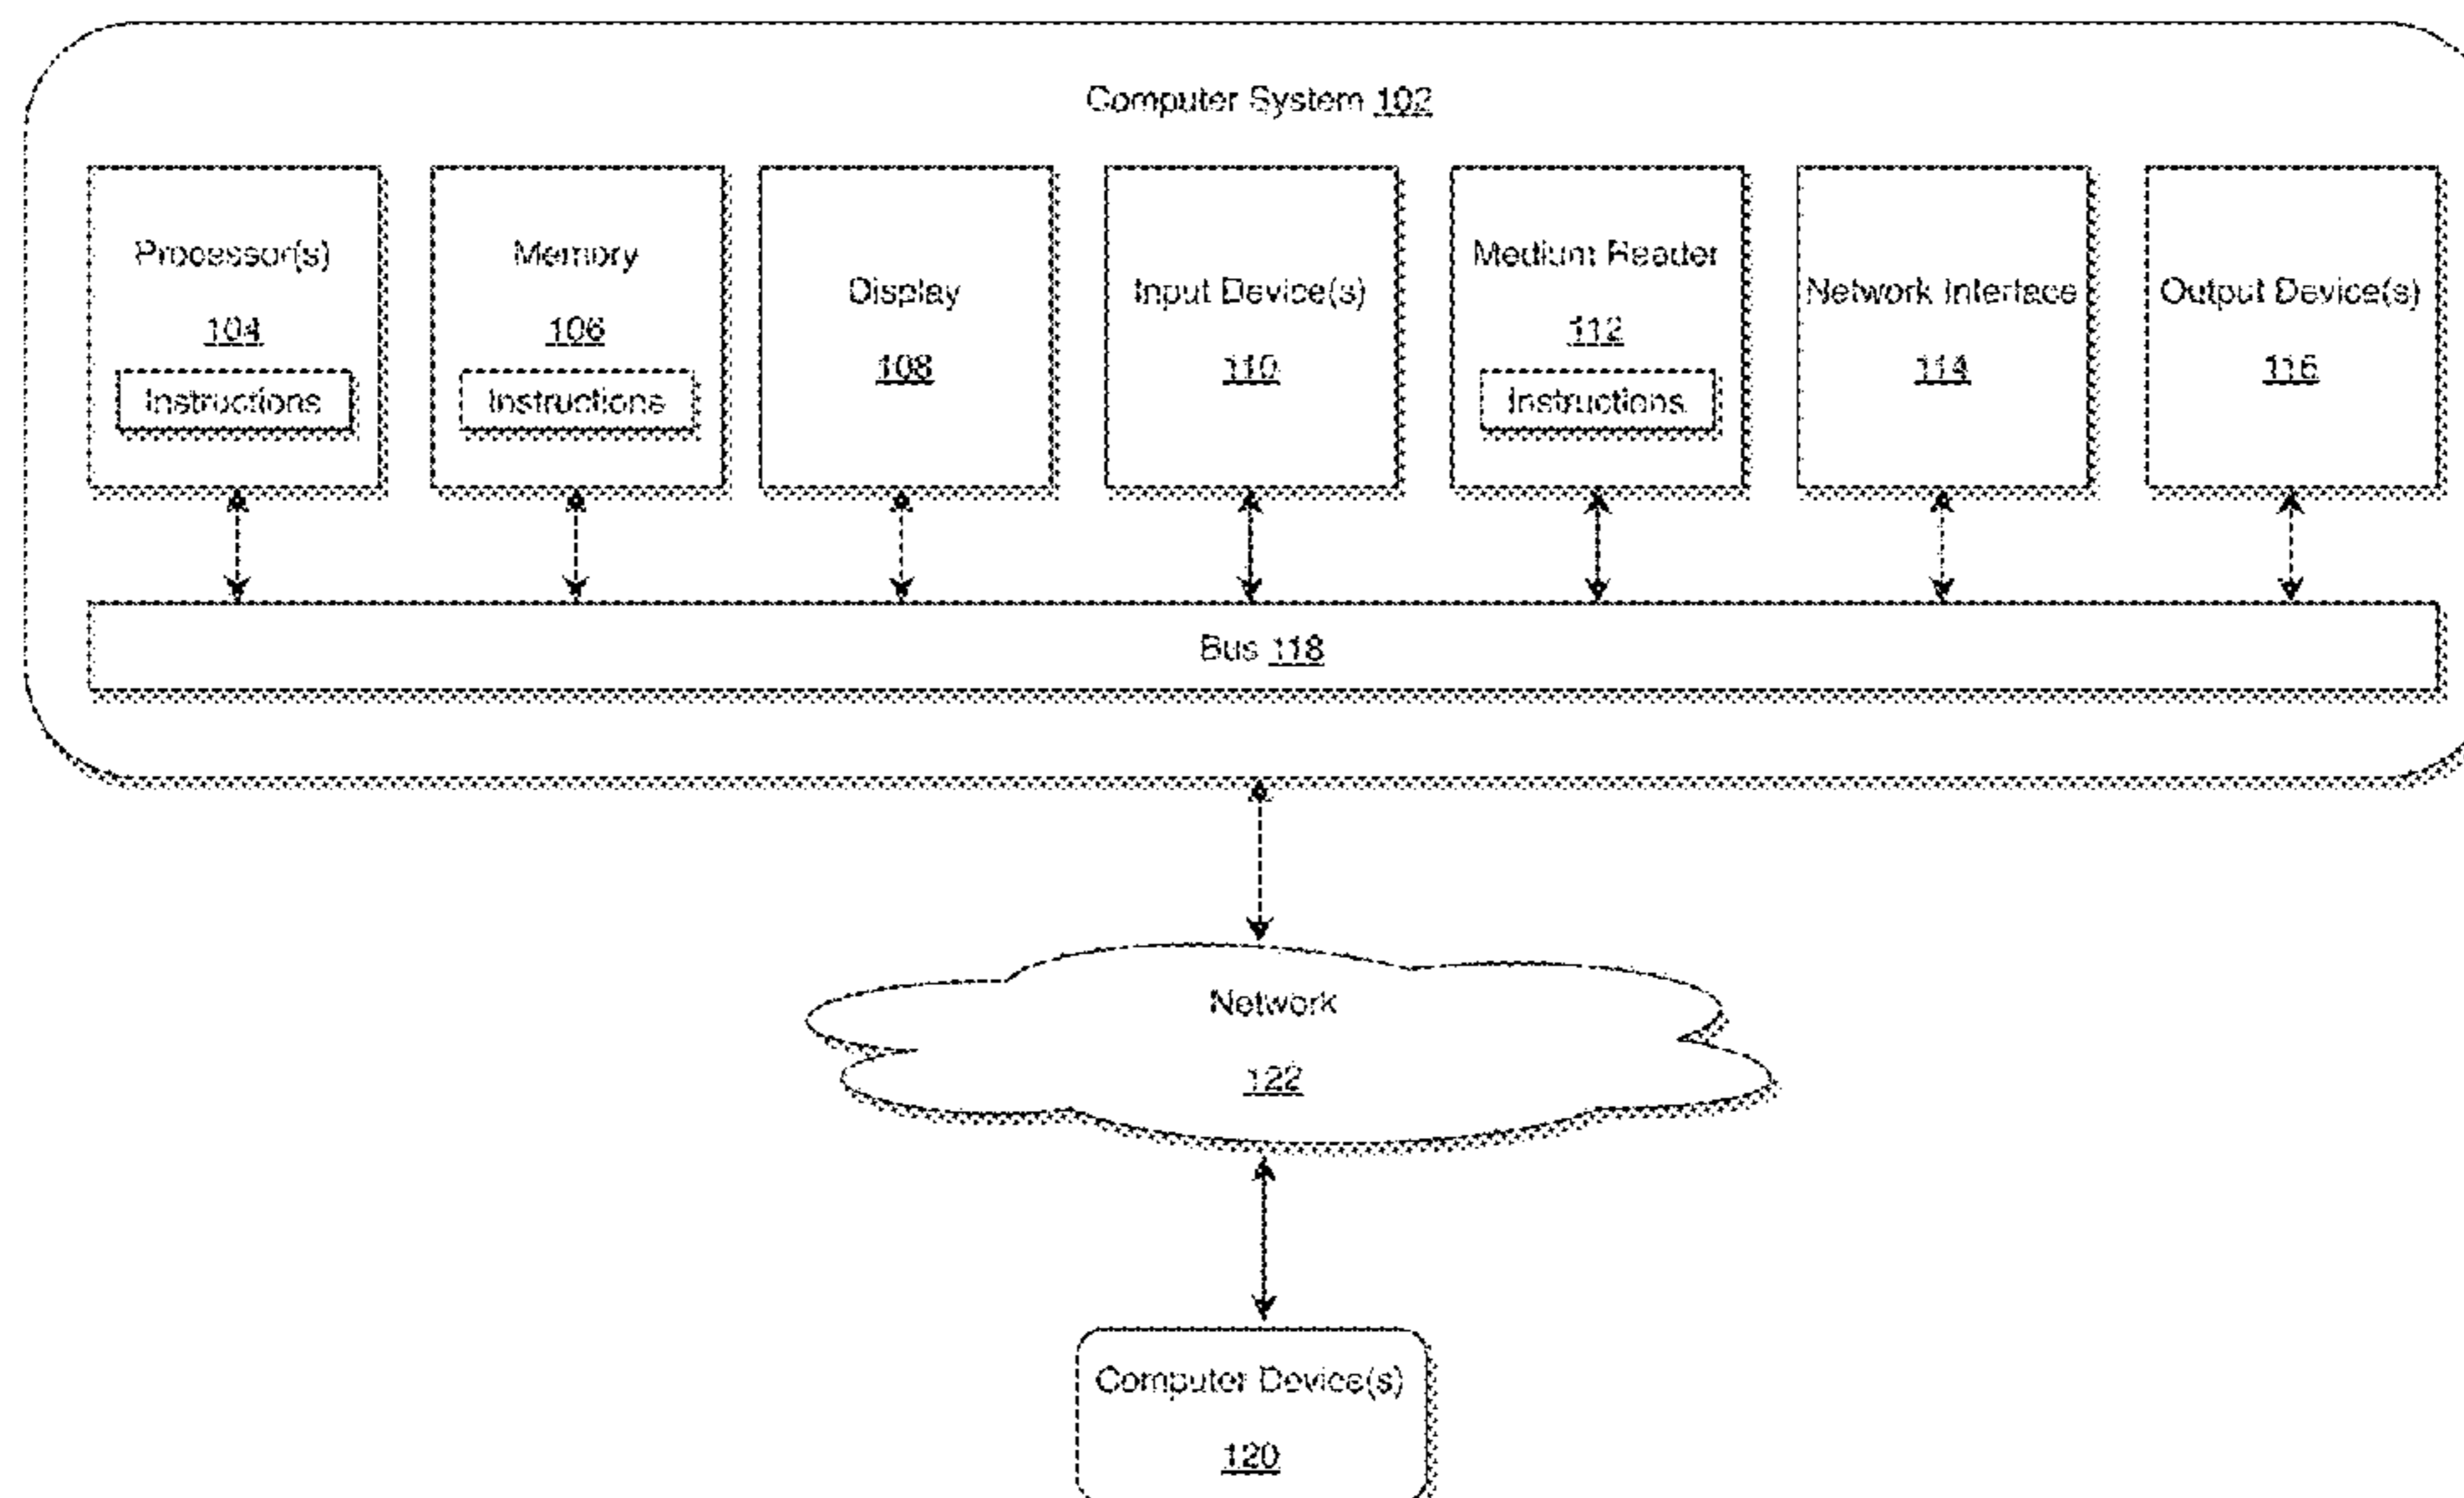 Computer System 102
Processor(s)
104
Instructions
Memory
106
Instructions
Display
108
Input Device(s)
110
Medium Reader
112
Instructions
Network Interface
114
Output Device(s)
116
Bus 118
Network
122
Computer Device(s)
120